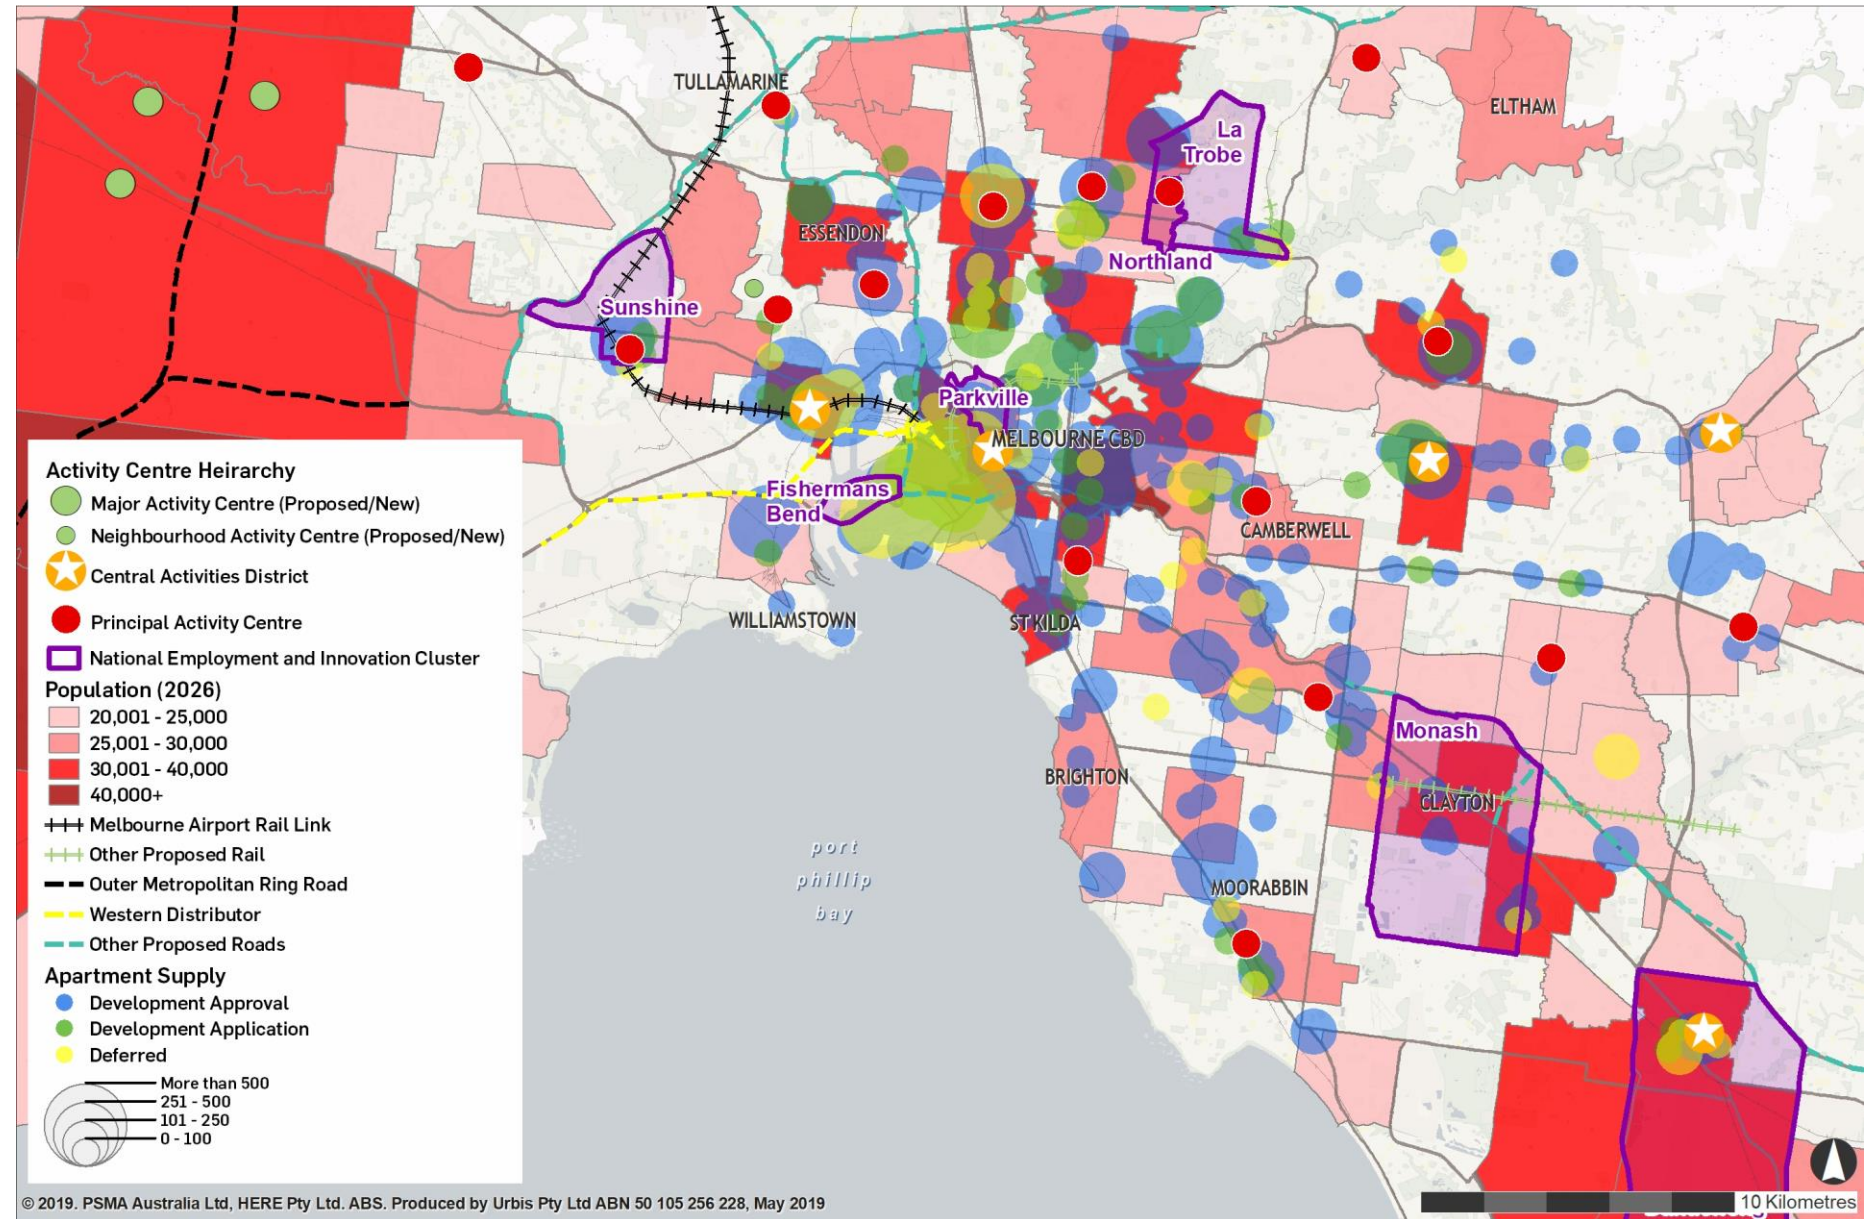 TULLAMARINE
ELTHAM
La
Trobe
ESSENDON
Northland
Sunshine
Parkville
MELBOURNE CBD
Fishermans
Bend
CAMBERWELL
WILLIAMSTOWN
ST KILDA
Monash
BRIGHTON
CLAYTON
MOORABBIN
port
phillip
bay
Activity Centre Heirarchy
Major Activity Centre (Proposed/New)
Neighbourhood Activity Centre (Proposed/New)
Central Activities District
Principal Activity Centre
National Employment and Innovation Cluster
Population (2026)
20,001 - 25,000
25,001 - 30,000
30,001 - 40,000
40,000+
Melbourne Airport Rail Link
Other Proposed Rail
Outer Metropolitan Ring Road
Western Distributor
Other Proposed Roads
Apartment Supply
Development Approval
Development Application
Deferred
More than 500
251 - 500
101 - 250
0 - 100
10 Kilometres
© 2019. PSMA Australia Ltd, HERE Pty Ltd. ABS. Produced by Urbis Pty Ltd ABN 50 105 256 228, May 2019